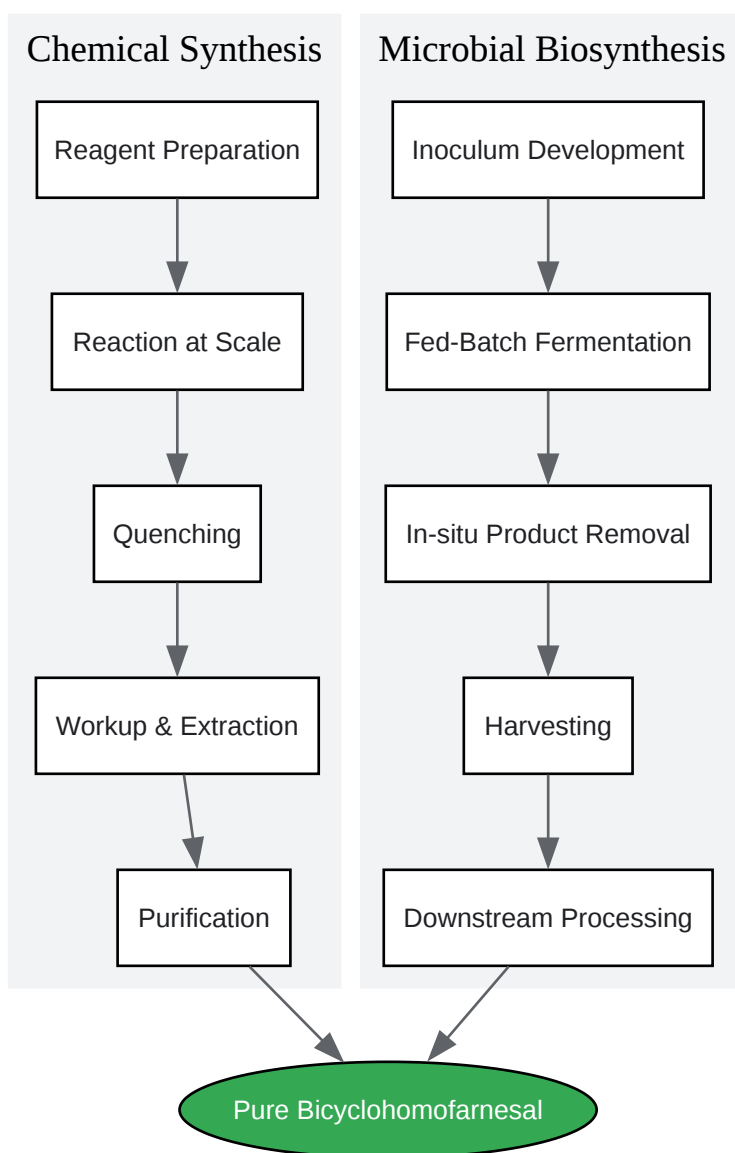 Chemical Synthesis
Reagent Preparation
Reaction at Scale
Quenching
Workup & Extraction
Purification
Microbial Biosynthesis
Inoculum Development
Fed-Batch Fermentation
In-situ Product Removal
Harvesting
Downstream Processing
Pure Bicyclohomofarnesal